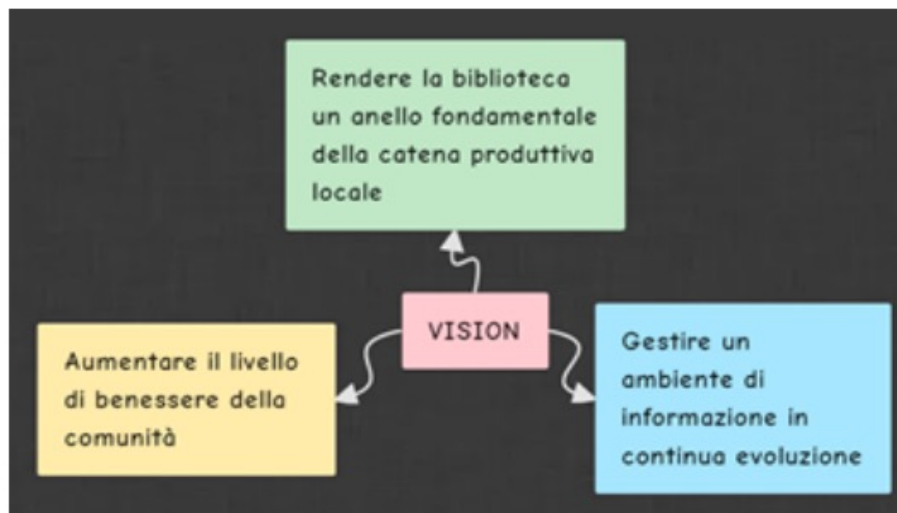 Rendere la biblioteca
un anello fondamentale
della catena produttiva
locale
VISION
Aumentare il livello
di benessere della
comunità
Gestire un
ambiente di
informazione in
continua evoluzione